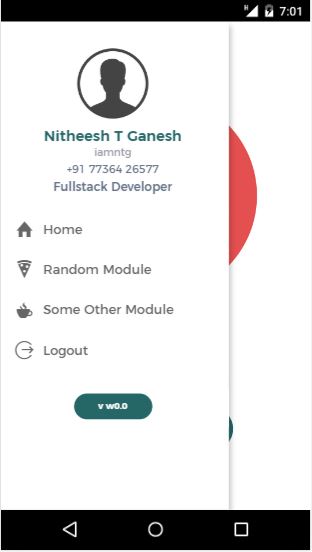 H
7:01
Nitheesh T Ganesh
iamntg
+91 77364 26577
Fullstack Developer
Home
Random Module
Some Other Module
Logout
v w0.0